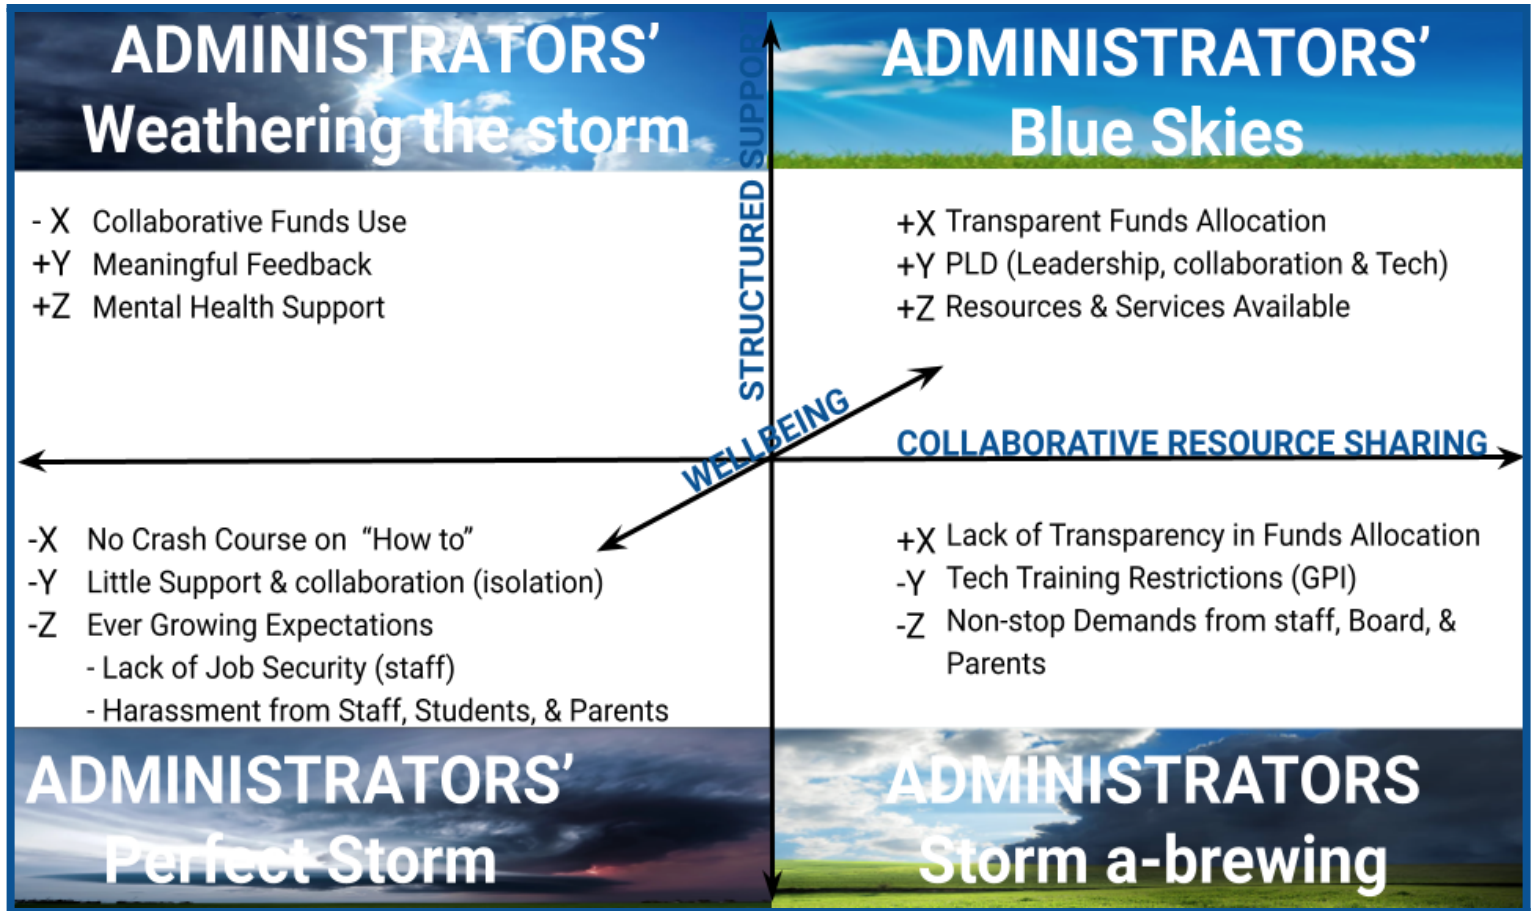 ADMINISTRATORS’
Weathering the storm
- X Collaborative Funds Use
+Y Meaningful Feedback
+Z Mental Health Support
ADMINISTRATORS’
Blue Skies
+X Transparent Funds Allocation
+Y PLD (Leadership, collaboration & Tech)
+Z Resources & Services Available
STRUCTURED SUPPORT
WELLBEING
COLLABORATIVE RESOURCE SHARING
-X No Crash Course on “How to”
-Y Little Support & collaboration (isolation)
-Z Ever Growing Expectations
- Lack of Job Security (staff)
- Harassment from Staff, Students, & Parents
ADMINISTRATORS’
Perfect Storm
+X Lack of Transparency in Funds Allocation
-Y Tech Training Restrictions (GPI)
-Z Non-stop Demands from staff, Board, &
Parents
ADMINISTRATORS
Storm a-brewing